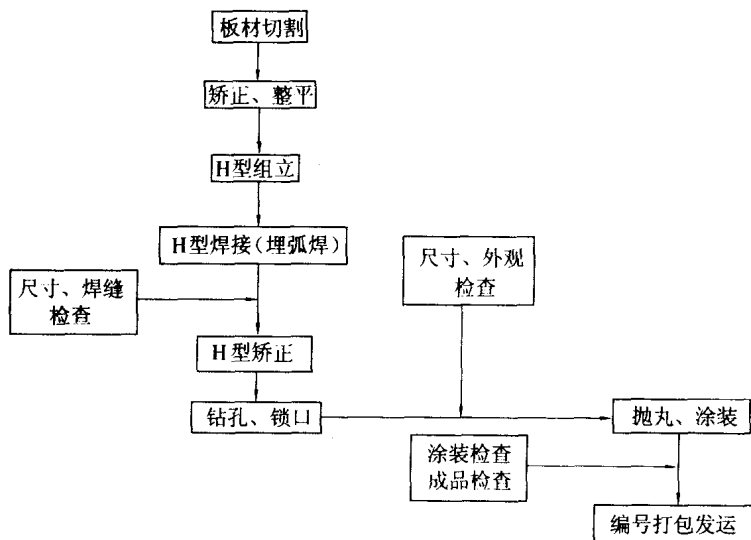 板材切割
矫正、整平
H型组立
H型焊接(埋弧焊)
尺寸、外观
检查
尺寸、焊缝
检查
H型矫正
钻孔、锁口
抛丸、涂装
涂装检查
成品检查
编号打包发运